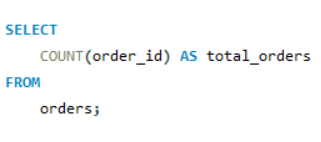 SELECT
    COUNT(order_id) AS total_orders
FROM
    orders;